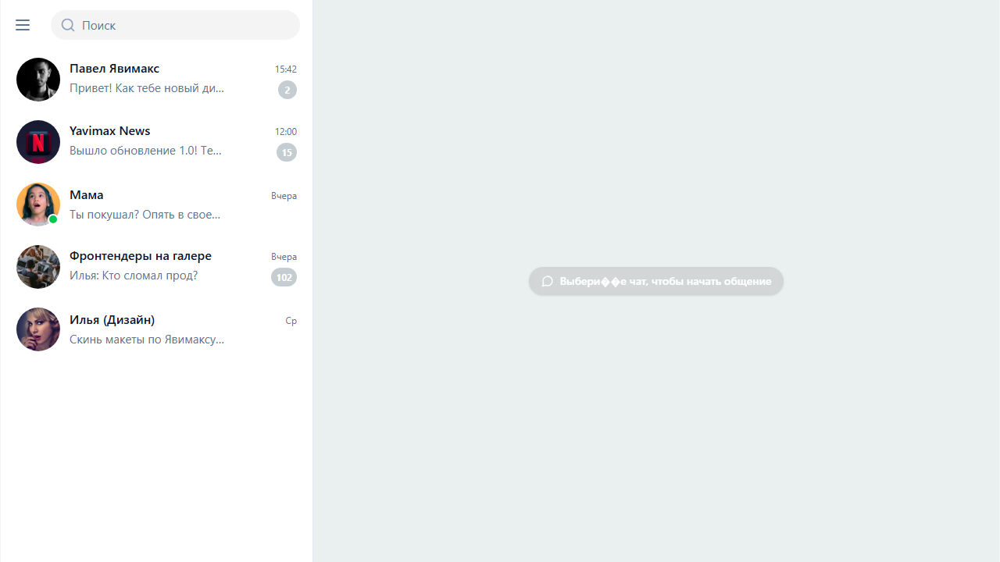 Поиск
Павел Явимакс 15:42
Привет! Как тебе новый ди... 2
Yavimax News 12:00
Вышло обновление 1.0! Те... 15
Мама Вчера
Ты покушал? Опять в свое...
Фронтендеры на галере Вчера
Илья: Кто сломал прод? 102
Илья (Дизайн) Ср
Скинь макеты по Явимаксу...
Выбери��е чат, чтобы начать общение